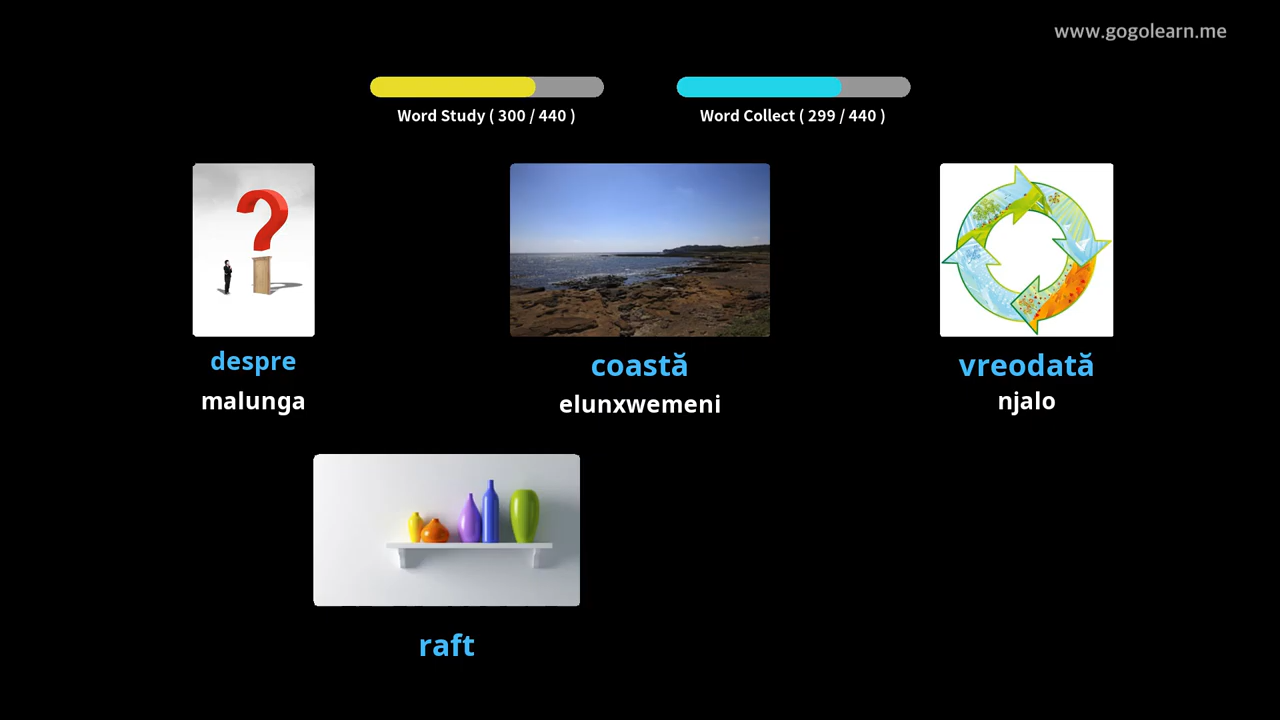 www.gogolearn.me
Word Study ( 300 / 440 )
Word Collect ( 299 / 440 )
despre
malunga
coastă
elunxwemeni
vreodată
njalo
raft